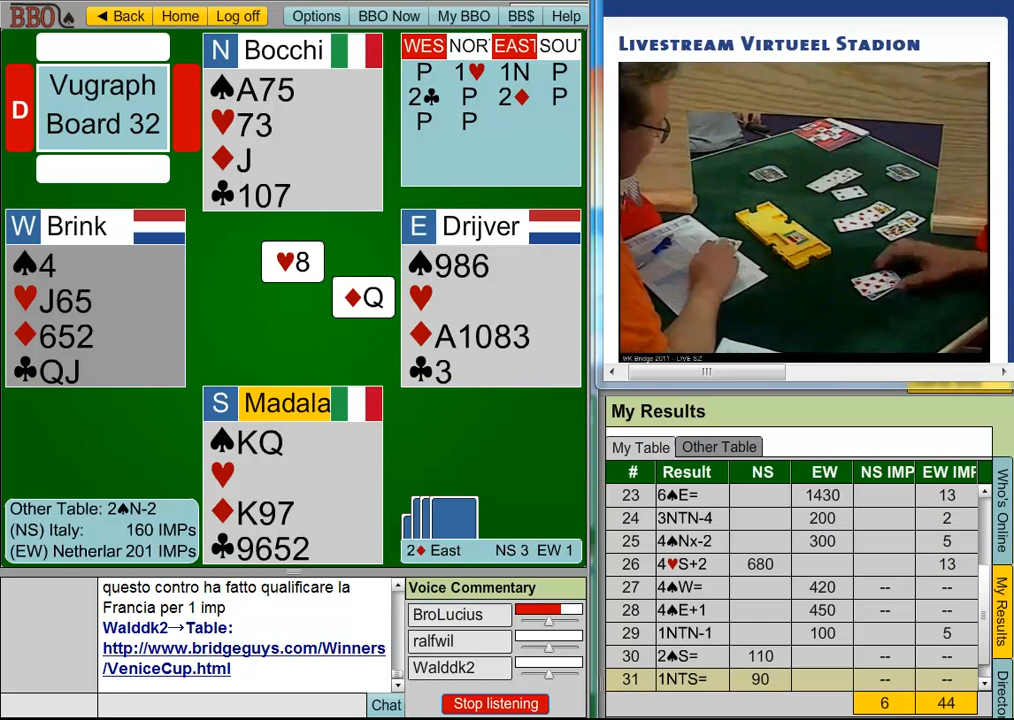 BBO ◄ Back Home Log off Options BBO Now My BBO BB$ Help
D
Vugraph
Board 32
N Bocchi
♠A75
♥73
♦J
♣107
WES NOR EAST SOU
P 1♥ 1N P
2♣ P 2♦ P
P P
W Brink
♠4
♥J65
♦652
♣QJ
♥8
♦Q
E Drijver
♠986
♥
♦A1083
♣3
S Madala
♠KQ
♥
♦K97
♣9652
Other Table: 2♠N-2
(NS) Italy: 160 IMPs
(EW) Netherlar 201 IMPs
2♦ East NS 3 EW 1
questo contro ha fatto qualificare la
Francia per 1 imp
Walddk2→Table:
http://www.bridgeguys.com/Winners
/VeniceCup.html
Chat
Voice Commentary
BroLucius
ralfwil
Walddk2
Stop listening
Livestream Virtueel Stadion
WK Bridge 2011 - LIVE SZ
My Results
My Table Other Table
# Result NS EW NS IMP EW IMF
23 6♠E= 1430 13
24 3NTN-4 200 2
25 4♠Nx-2 300 5
26 4♥S+2 680 13
27 4♠W= 420 -- --
28 4♠E+1 450 -- --
29 1NTN-1 100 5
30 2♠S= 110 -- --
31 1NTS= 90 -- --
6 44
Who's Online
My Results
Director